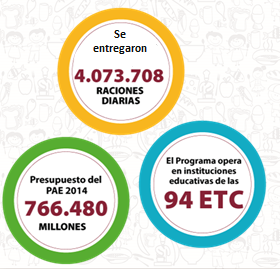 Se
entregaron
4.073.708
RACIONES
DIARIAS
Presupuesto del
PAE 2014
766.480
MILLONES
El Programa opera
en instituciones
educativas de las
94 ETC